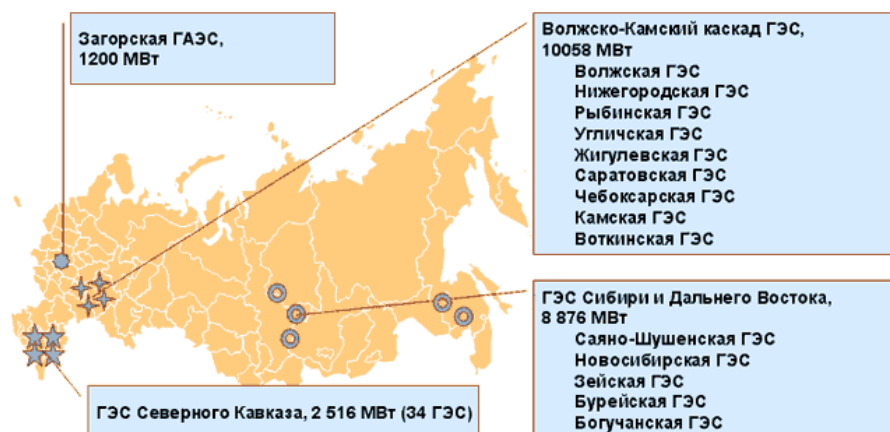 Загорская ГАЭС,
1200 МВт
Волжско-Камский каскад ГЭС,
10058 МВт
Волжская ГЭС
Нижегородская ГЭС
Рыбинская ГЭС
Угличская ГЭС
Жигулевская ГЭС
Саратовская ГЭС
Чебоксарская ГЭС
Камская ГЭС
Воткинская ГЭС
ГЭС Сибири и Дальнего Востока,
8 876 МВт
Саяно-Шушенская ГЭС
Новосибирская ГЭС
Зейская ГЭС
Бурейская ГЭС
Богучанская ГЭС
ГЭС Северного Кавказа, 2 516 МВт (34 ГЭС)